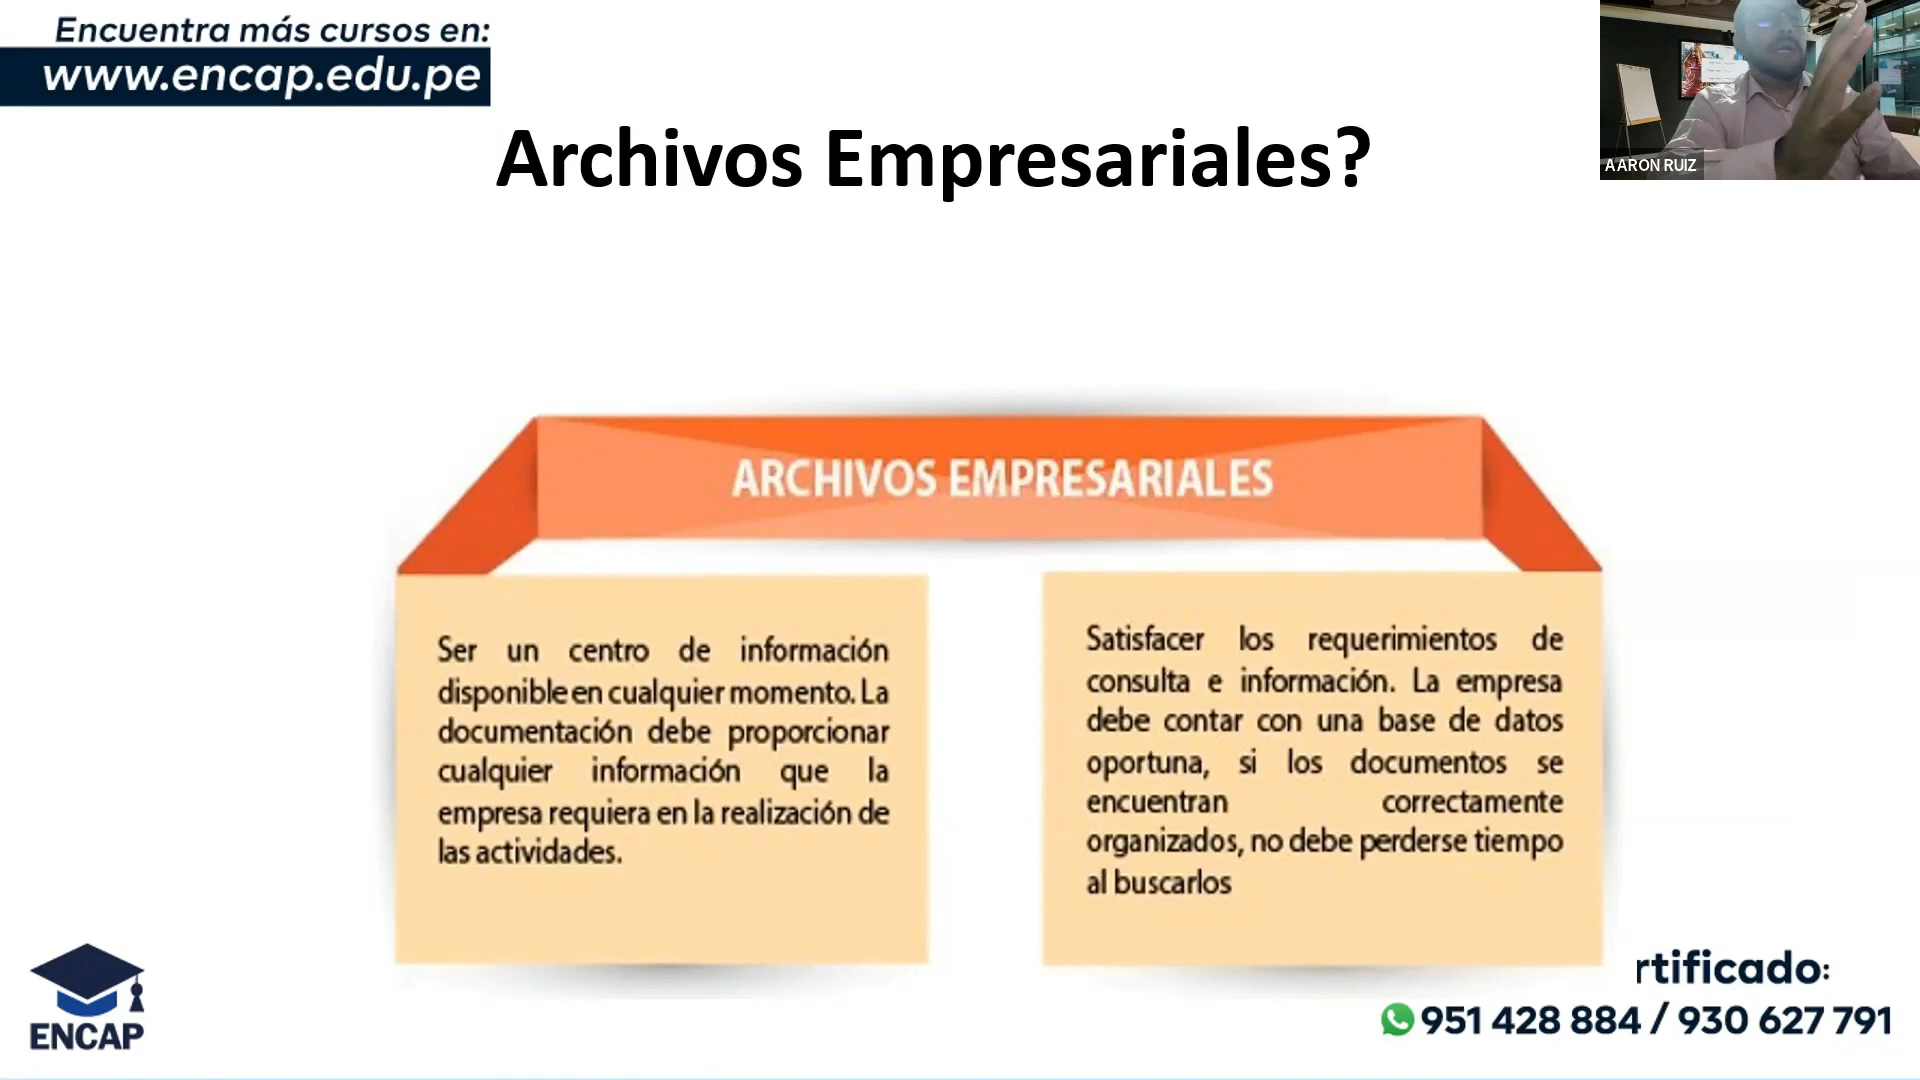 Encuentra más cursos en:
www.encap.edu.pe
AARON RUIZ
Archivos Empresariales?
ARCHIVOS EMPRESARIALES
Ser un centro de información
disponible en cualquier momento. La
documentación debe proporcionar
cualquier información que la
empresa requiera en la realización de
las actividades.
Satisfacer los requerimientos de
consulta e información. La empresa
debe contar con una base de datos
oportuna, si los documentos se
encuentran correctamente
organizados, no debe perderse tiempo
al buscarlos
ENCAP
rtificado:
951 428 884 / 930 627 791